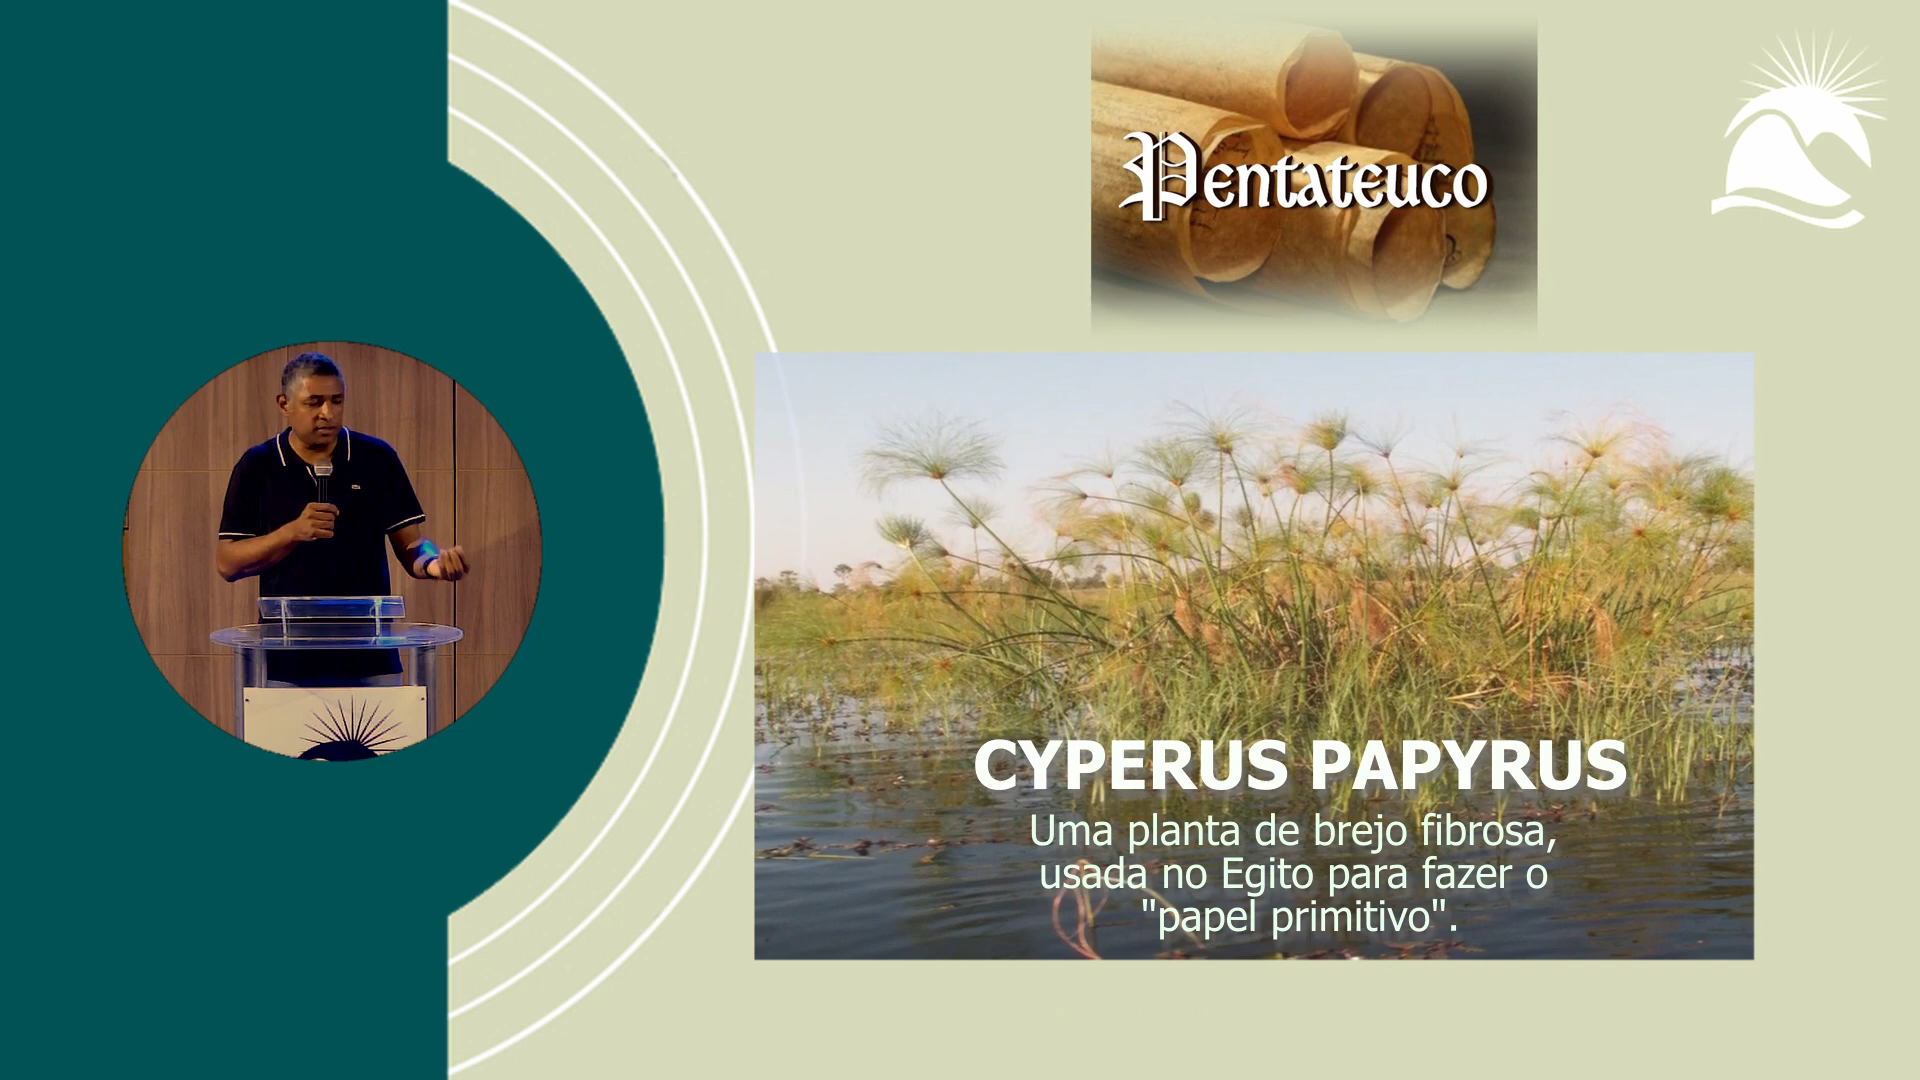 Pentateuco
CYPERUS PAPYRUS
Uma planta de brejo fibrosa,
usada no Egito para fazer o
"papel primitivo".